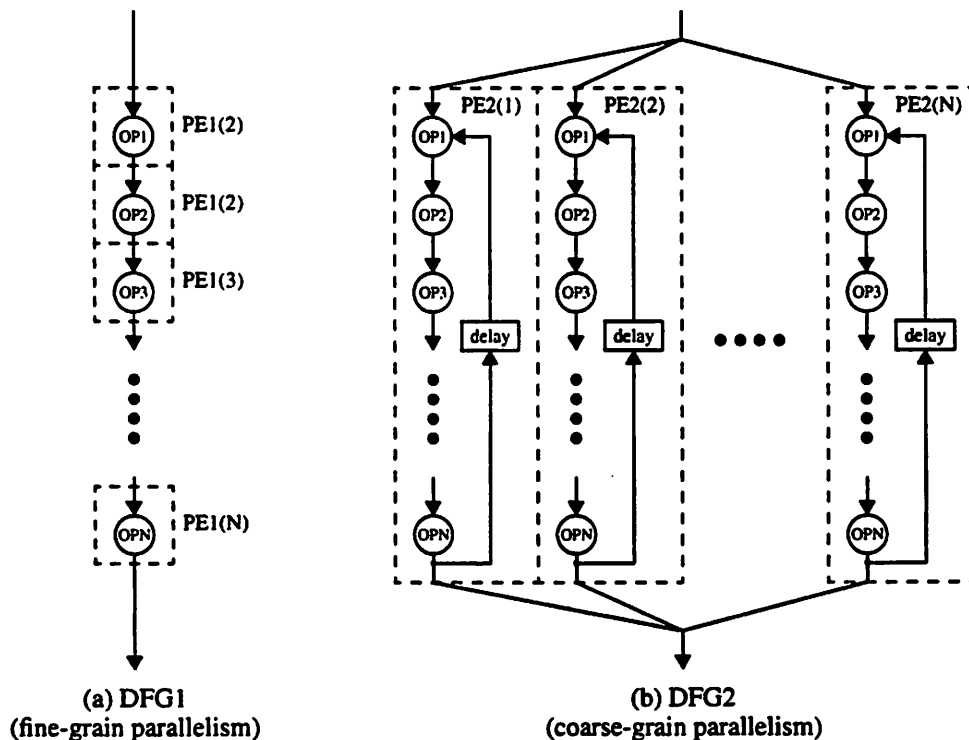 PE1(2)
OP1
PE1(2)
OP2
PE1(3)
OP3
PE1(N)
OPN
(a) DFG1
(fine-grain parallelism)
PE2(1)
PE2(2)
PE2(N)
OP1
OP1
OP1
OP2
OP2
OP2
OP3
OP3
OP3
delay
delay
delay
OPN
OPN
OPN
(b) DFG2
(coarse-grain parallelism)